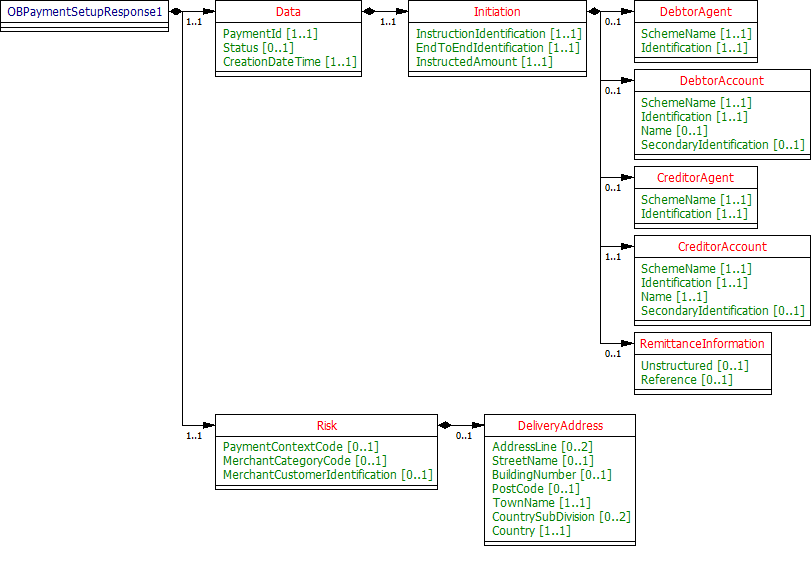 OBPaymentSetupResponse1
1..1
Data
PaymentId [1..1]
Status [0..1]
CreationDateTime [1..1]
1..1
Initiation
InstructionIdentification [1..1]
EndToEndIdentification [1..1]
InstructedAmount [1..1]
0..1
DebtorAgent
SchemeName [1..1]
Identification [1..1]
0..1
DebtorAccount
SchemeName [1..1]
Identification [1..1]
Name [0..1]
SecondaryIdentification [0..1]
0..1
CreditorAgent
SchemeName [1..1]
Identification [1..1]
1..1
CreditorAccount
SchemeName [1..1]
Identification [1..1]
Name [1..1]
SecondaryIdentification [0..1]
0..1
RemittanceInformation
Unstructured [0..1]
Reference [0..1]
1..1
Risk
PaymentContextCode [0..1]
MerchantCategoryCode [0..1]
MerchantCustomerIdentification [0..1]
0..1
DeliveryAddress
AddressLine [0..2]
StreetName [0..1]
BuildingNumber [0..1]
PostCode [0..1]
TownName [1..1]
CountrySubDivision [0..2]
Country [1..1]